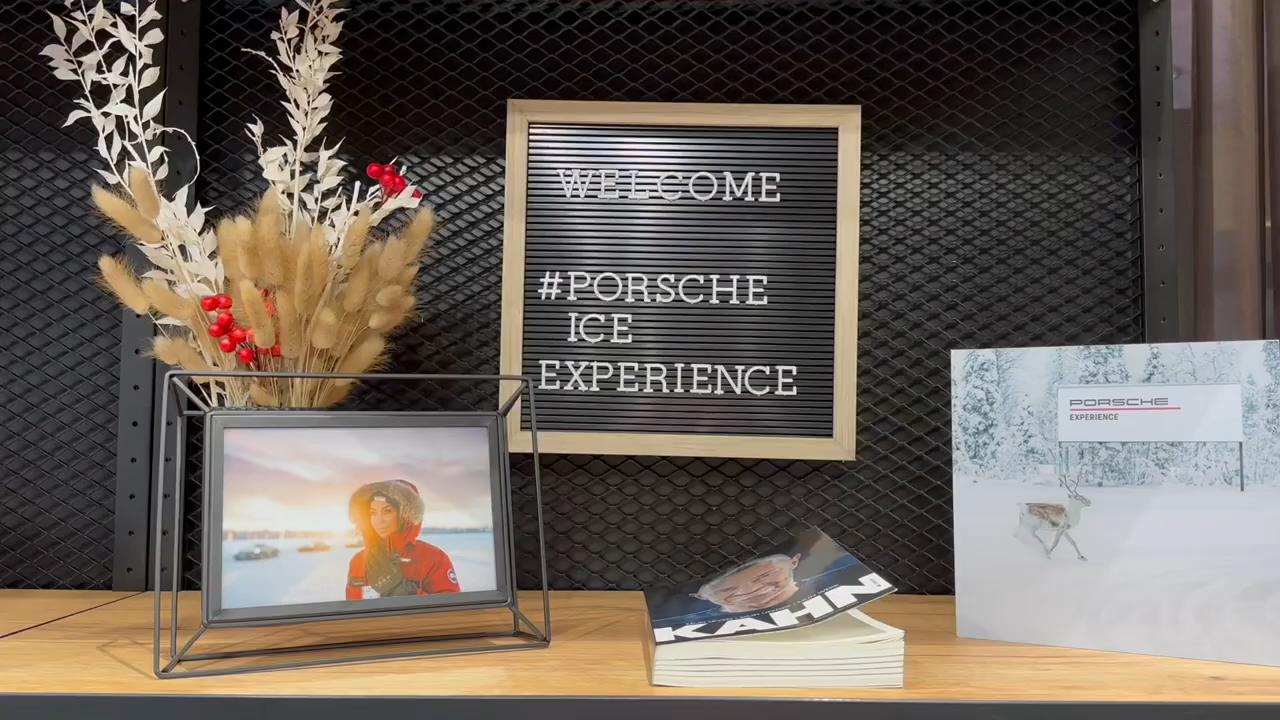 WELCOME
#PORSCHE
ICE
EXPERIENCE
PORSCHE
EXPERIENCE
KAHN